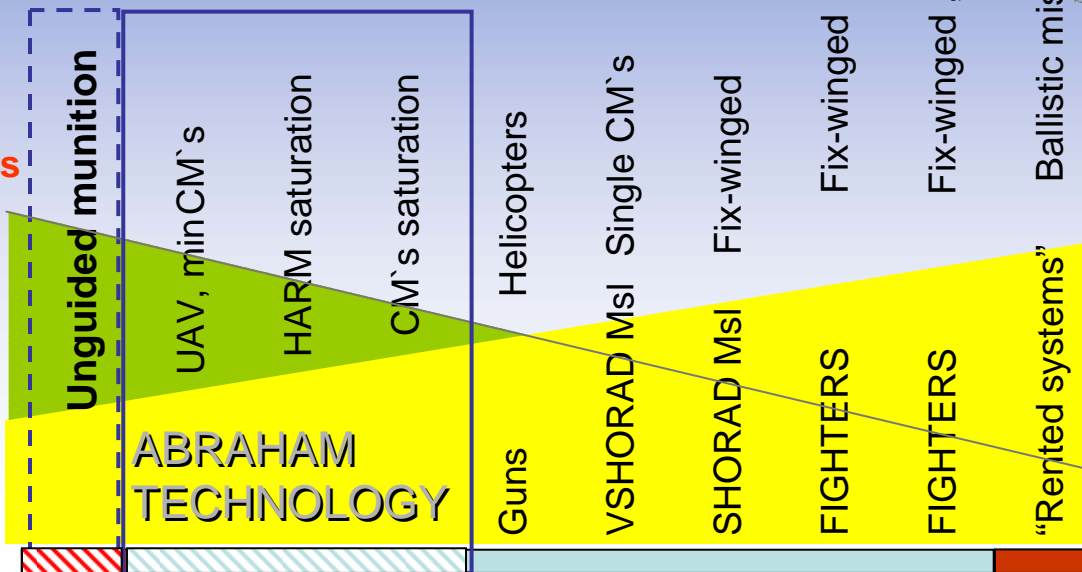 s
Unguided munition
UAV, minCM`s
HARM saturation
CM`s saturation
Helicopters
Single CM`s
Fix-winged
Fix-winged
Fix-winged
Ballistic mis
ABRAHAM
TECHNOLOGY
Guns
VSHORAD Msl
SHORAD Msl
FIGHTERS
FIGHTERS
“Rented systems”